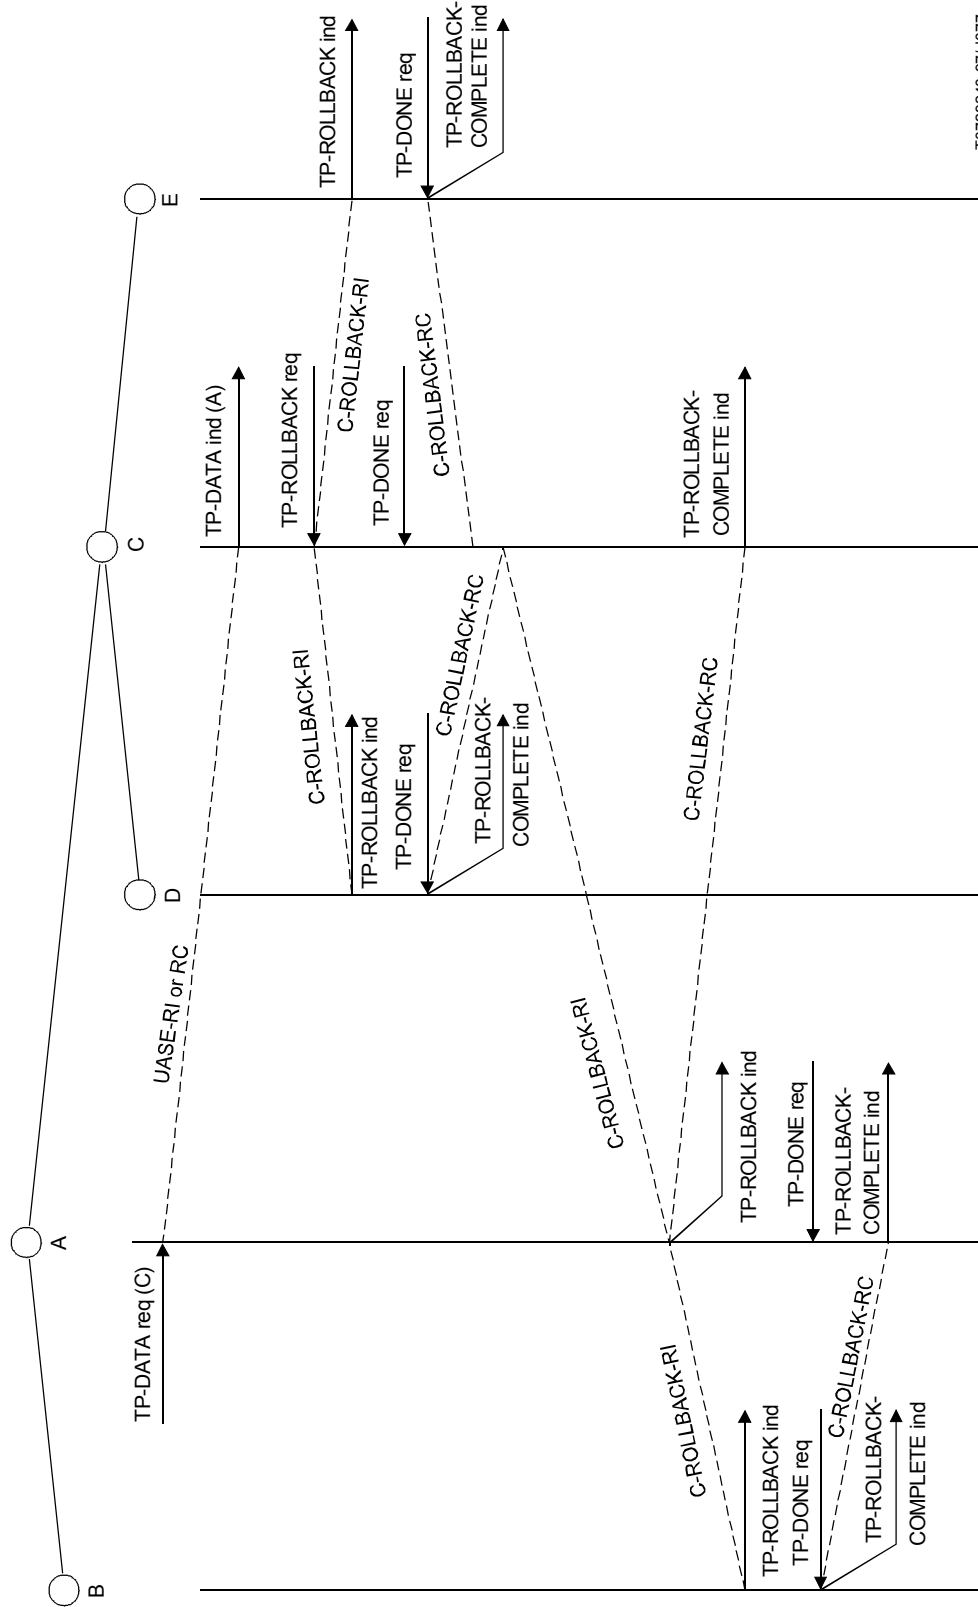 A
B
C
D
E
TP-DATA req (C)
UASE-RI or RC
TP-DATA ind (A)
TP-ROLLBACK req
C-ROLLBACK-RI
TP-ROLLBACK ind
C-ROLLBACK-RI
TP-ROLLBACK ind
TP-DONE req
TP-DONE req
TP-DONE req
C-ROLLBACK-RC
C-ROLLBACK-RC
TP-ROLLBACK-
COMPLETE ind
TP-ROLLBACK-
COMPLETE ind
C-ROLLBACK-RI
C-ROLLBACK-RI
C-ROLLBACK-RC
TP-ROLLBACK-
COMPLETE ind
TP-ROLLBACK ind
TP-ROLLBACK ind
TP-DONE req
TP-DONE req
C-ROLLBACK-RC
TP-ROLLBACK-
COMPLETE ind
TP-ROLLBACK-
COMPLETE ind